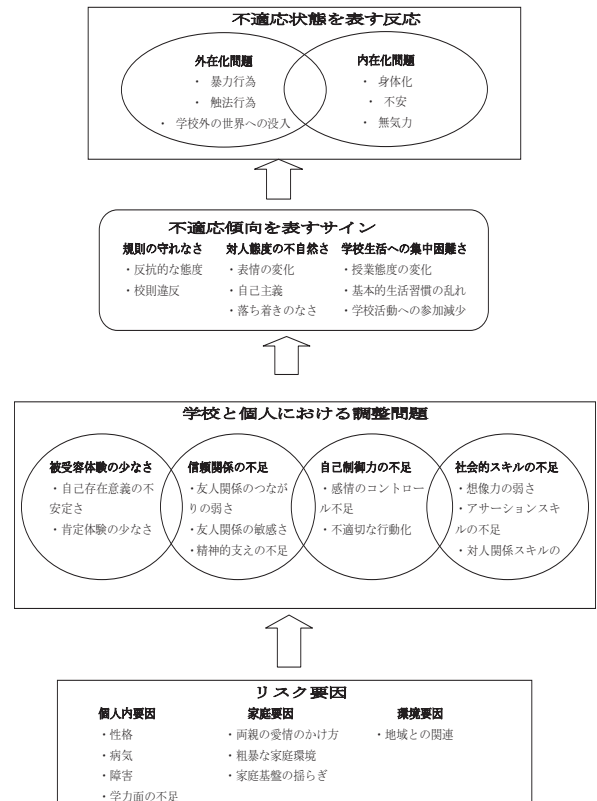 不適応状態を表す反応
外在化問題
・ 暴力行為
・ 触法行為
・ 学校外の世界への没入
内在化問題
・ 身体化
・ 不安
・ 無気力
不適応傾向を表すサイン
規則の守れなさ
・反抗的な態度
・校則違反
対人態度の不自然さ
・表情の変化
・自己主義
・落ち着きのなさ
学校生活への集中困難さ
・授業態度の変化
・基本的生活習慣の乱れ
・学校活動への参加減少
学校と個人における調整問題
被受容体験の少なさ
・自己存在意義の不
安定さ
・肯定体験の少なさ
信頼関係の不足
・友人関係のつなが
りの弱さ
・友人関係の敏感さ
・精神的支えの不足
自己制御力の不足
・感情のコントロー
ル不足
・不適切な行動化
社会的スキルの不足
・想像力の弱さ
・アサーションスキ
ルの不足
・対人関係スキルの
リスク要因
個人内要因
・性格
・病気
・障害
・学力面の不足
家庭要因
・両親の愛情のかけ方
・粗暴な家庭環境
・家庭基盤の揺らぎ
環境要因
・地域との関連